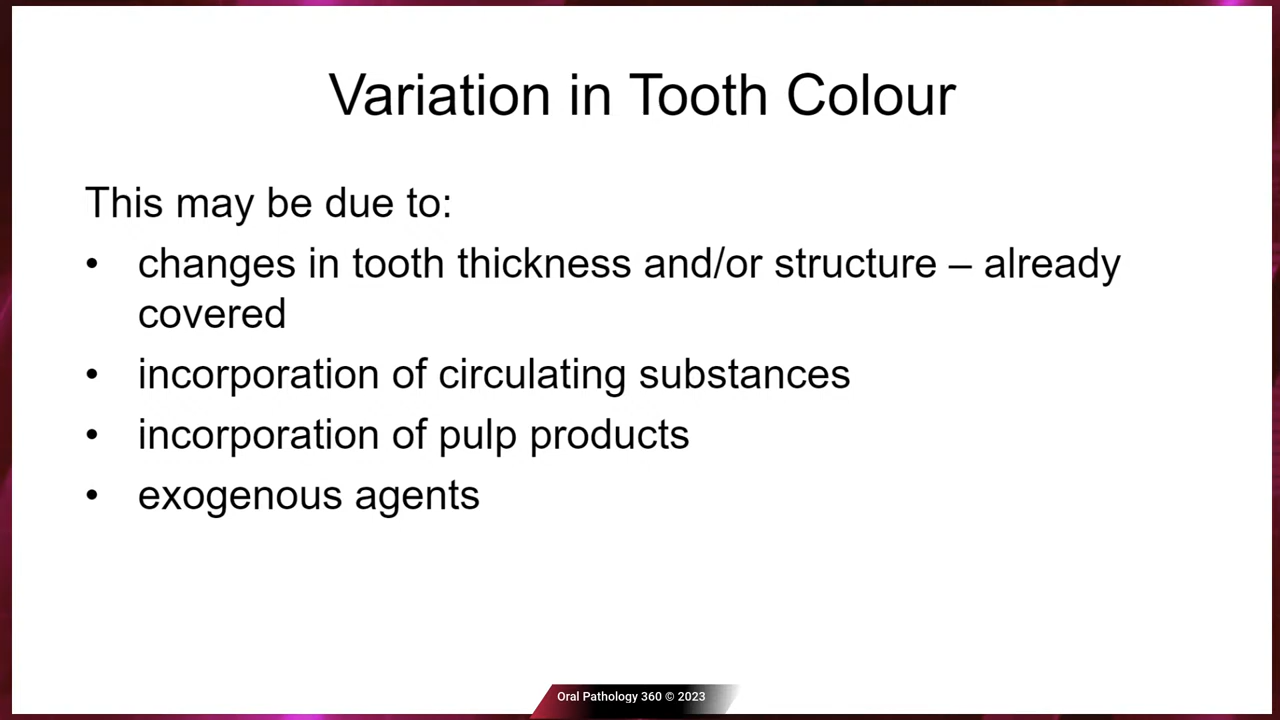 Variation in Tooth Colour
This may be due to:
• changes in tooth thickness and/or structure – already
covered
• incorporation of circulating substances
• incorporation of pulp products
• exogenous agents
Oral Pathology 360 © 2023